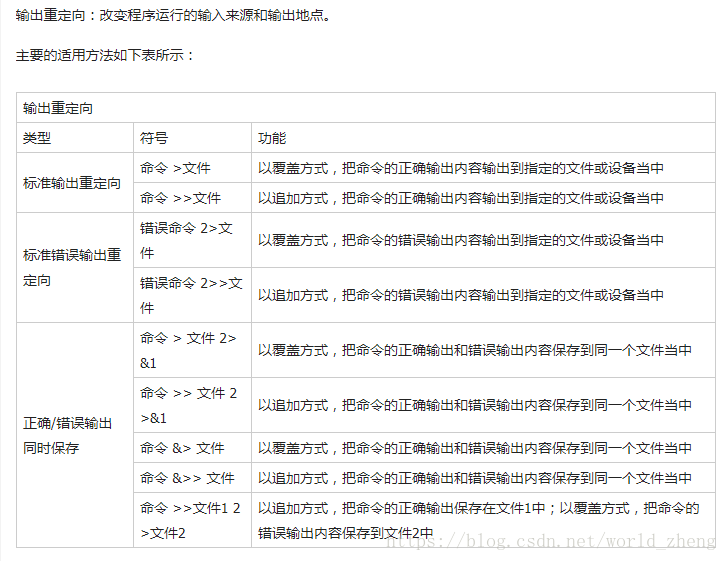 输出重定向：改变程序运行的输入来源和输出地点。
主要的适用方法如下表所示：
输出重定向
类型 符号 功能
标准输出重定向
命令 >文件
以覆盖方式，把命令的正确输出内容输出到指定的文件或设备当中
命令 >>文件
以追加方式，把命令的正确输出内容输出到指定的文件或设备当中
标准错误输出重
定向
错误命令 2>文
件
以覆盖方式，把命令的错误输出内容输出到指定的文件或设备当中
错误命令 2>>文
件
以追加方式，把命令的错误输出内容输出到指定的文件或设备当中
正确/错误输出
同时保存
命令 > 文件 2>
&1
以覆盖方式，把命令的正确输出和错误输出内容保存到同一个文件当中
命令 >> 文件 2
>&1
以追加方式，把命令的正确输出和错误输出内容保存到同一个文件当中
命令 &> 文件
以覆盖方式，把命令的正确输出和错误输出内容保存到同一个文件当中
命令 &>> 文件
以追加方式，把命令的正确输出和错误输出内容保存到同一个文件当中
命令 >>文件1 2
>文件2
以追加方式，把命令的正确输出保存在文件1中；以覆盖方式，把命令的
错误输出内容保存到文件2中
https://blog.csdn.net/world_zheng